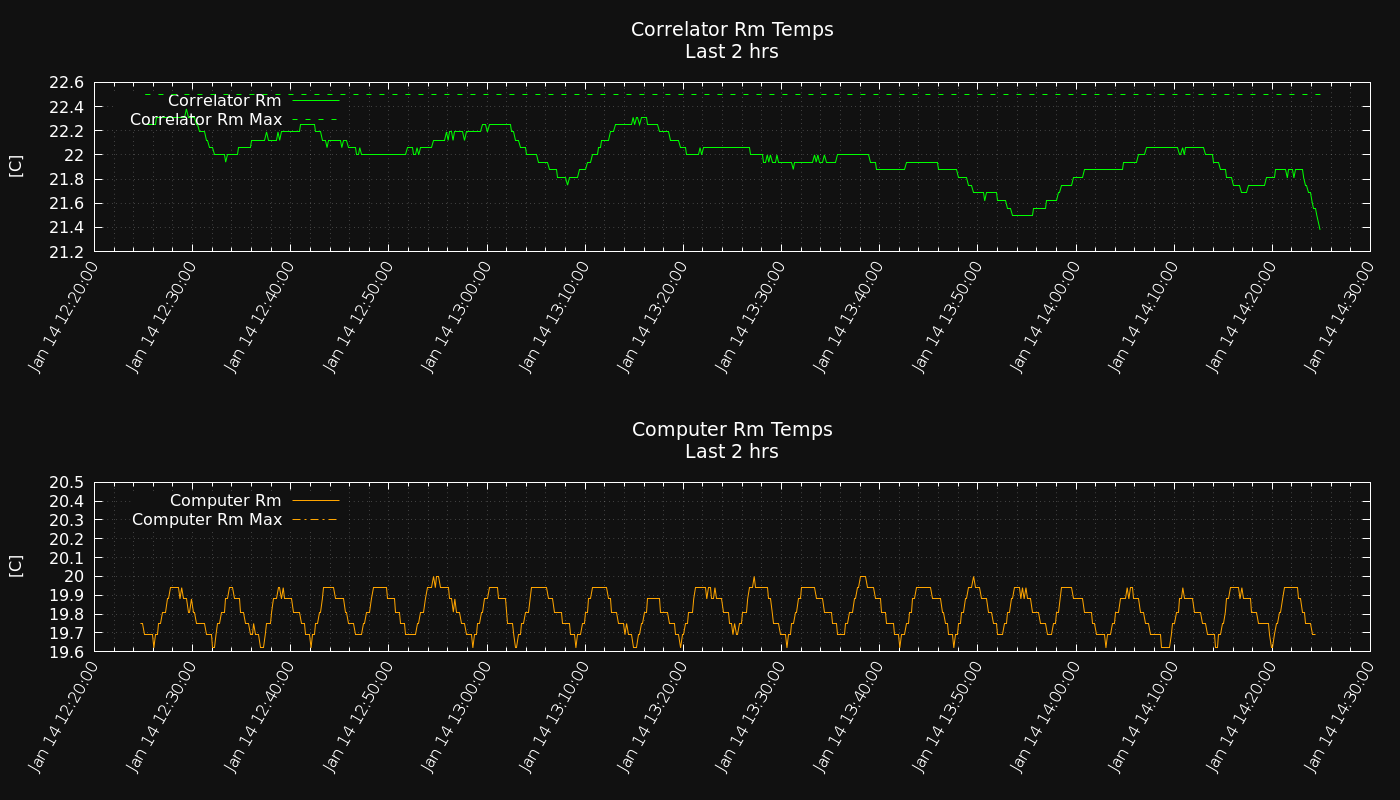 Correlator Rm Temps
Last 2 hrs
[C]
22.6
22.4
22.2
22
21.8
21.6
21.4
21.2
Correlator Rm
Correlator Rm Max
Jan 14 12:20:00
Jan 14 12:30:00
Jan 14 12:40:00
Jan 14 12:50:00
Jan 14 13:00:00
Jan 14 13:10:00
Jan 14 13:20:00
Jan 14 13:30:00
Jan 14 13:40:00
Jan 14 13:50:00
Jan 14 14:00:00
Jan 14 14:10:00
Jan 14 14:20:00
Jan 14 14:30:00
Computer Rm Temps
Last 2 hrs
[C]
20.5
20.4
20.3
20.2
20.1
20
19.9
19.8
19.7
19.6
Computer Rm
Computer Rm Max
Jan 14 12:20:00
Jan 14 12:30:00
Jan 14 12:40:00
Jan 14 12:50:00
Jan 14 13:00:00
Jan 14 13:10:00
Jan 14 13:20:00
Jan 14 13:30:00
Jan 14 13:40:00
Jan 14 13:50:00
Jan 14 14:00:00
Jan 14 14:10:00
Jan 14 14:20:00
Jan 14 14:30:00